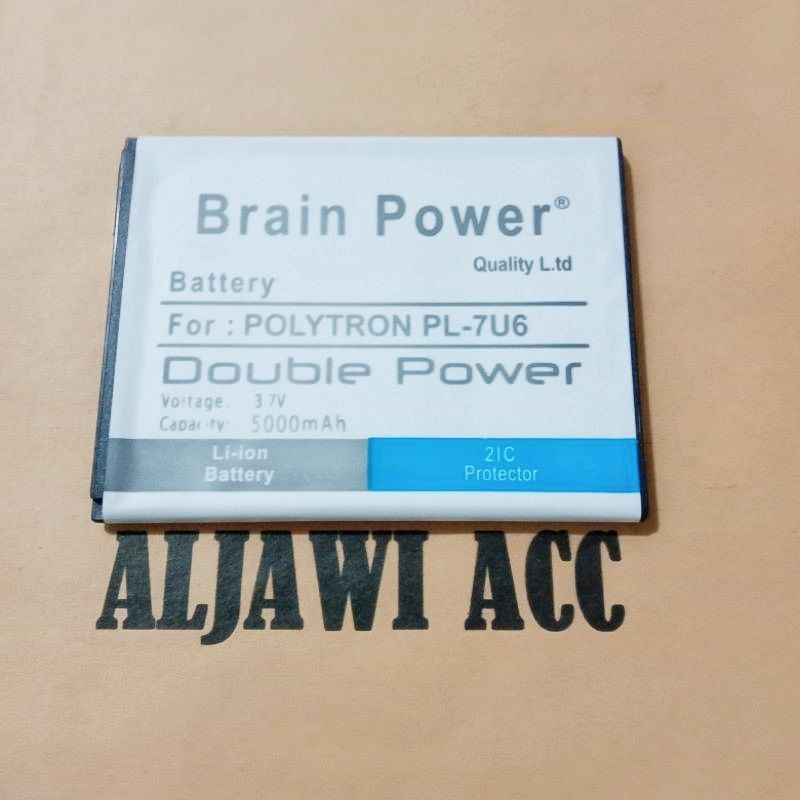 Brain Power®
Quality L.td
Battery
For : POLYTRON PL-7U6
Double Power
Voitage. 3.7V
Capacity: 5000mAh
Li-ion
Battery
2IC
Protector
ALJAWI ACC